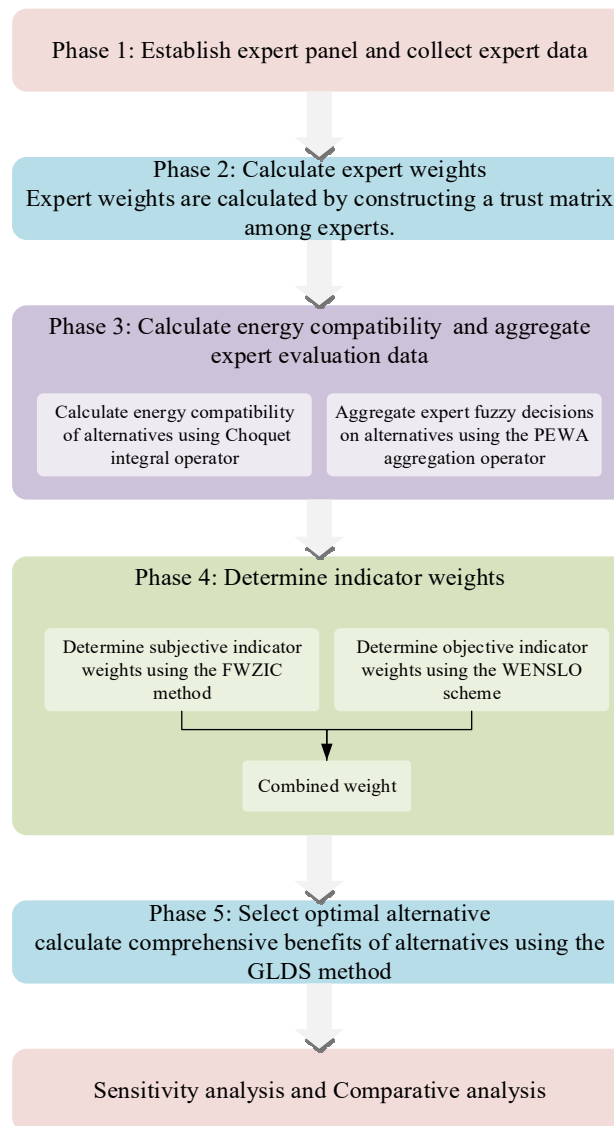 Phase 1: Establish expert panel and collect expert data
Phase 2: Calculate expert weights
Expert weights are calculated by constructing a trust matrix
among experts.
Phase 3: Calculate energy compatibility and aggregate
expert evaluation data
Calculate energy compatibility
of alternatives using Choquet
integral operator
Aggregate expert fuzzy decisions
on alternatives using the PEWA
aggregation operator
Phase 4: Determine indicator weights
Determine subjective indicator
weights using the FWZIC
method
Determine objective indicator
weights using the WENSLO
scheme
Combined weight
Phase 5: Select optimal alternative
calculate comprehensive benefits of alternatives using the
GLDS method
Sensitivity analysis and Comparative analysis